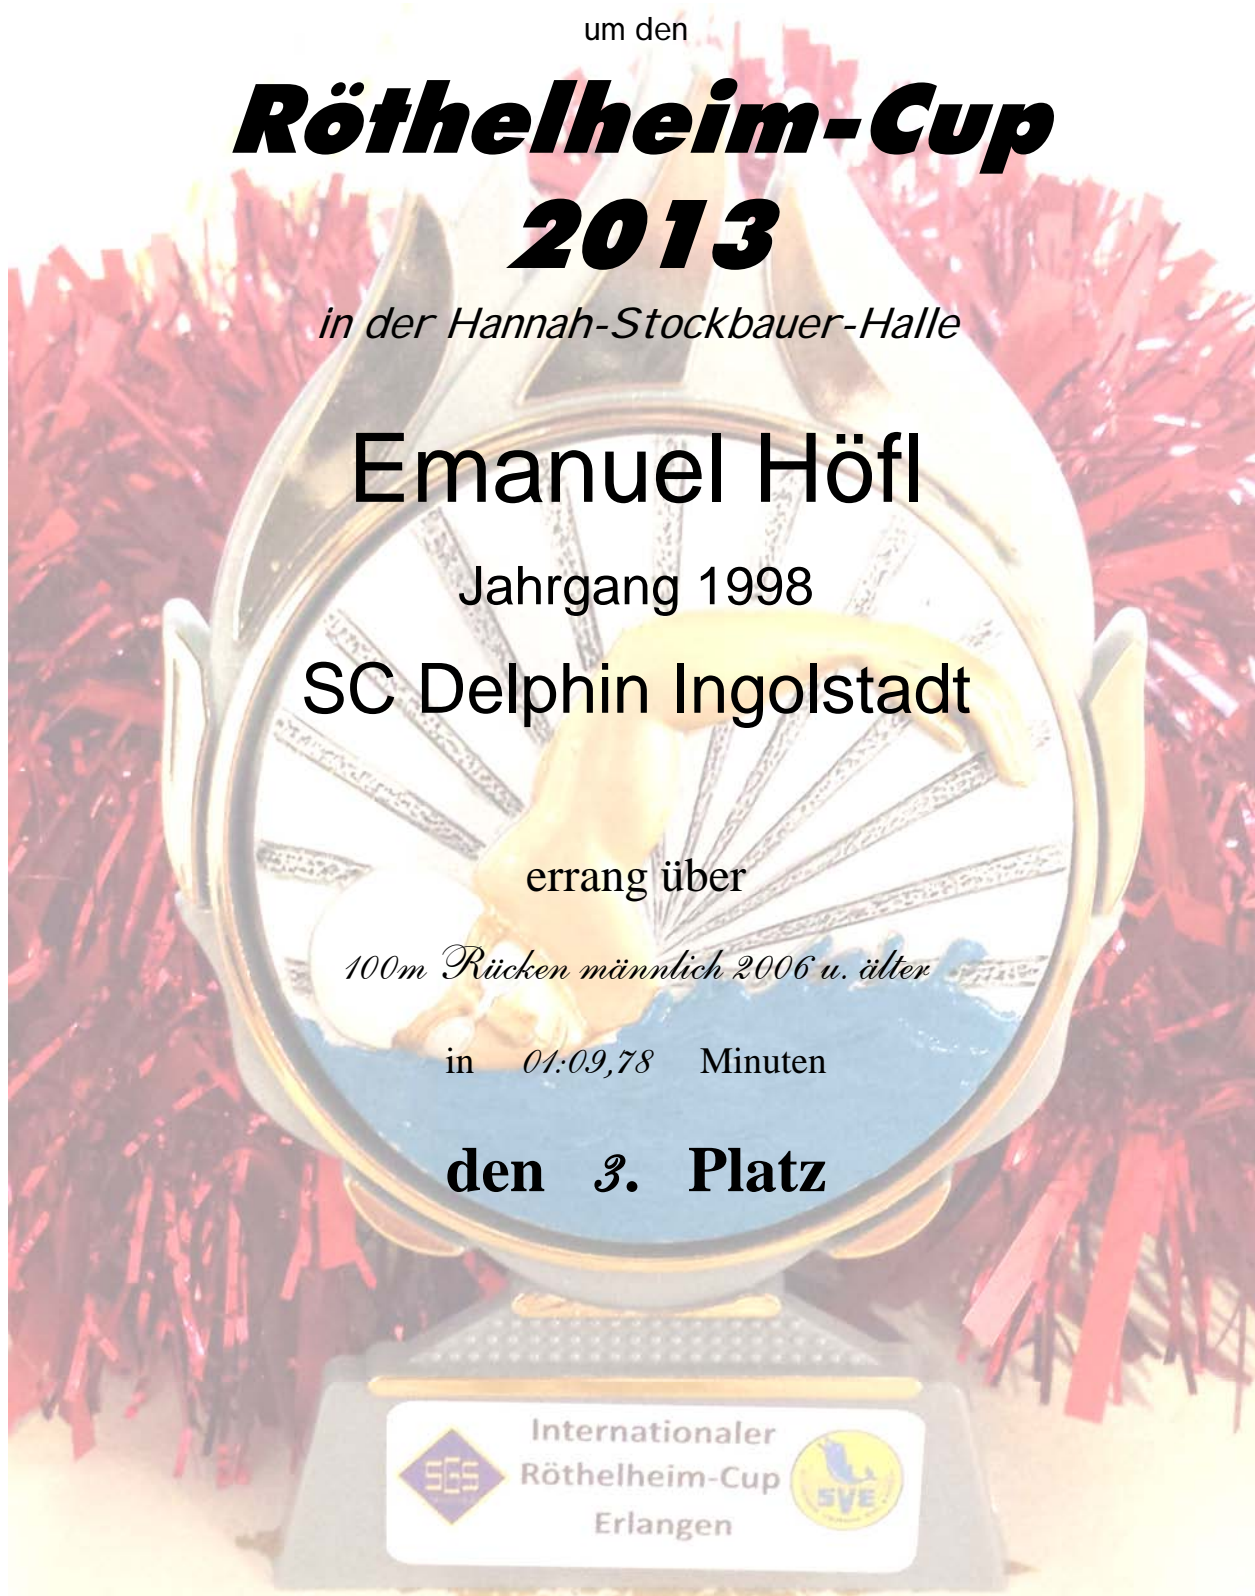 um den
Röthelheim-Cup
2013
in der Hannah-Stockbauer-Halle
Emanuel Höfl
Jahrgang 1998
SC Delphin Ingolstadt
errang über
100m Rücken männlich 2006 u. älter
in 01:09,78 Minuten
den 3. Platz
Internationaler
SGS Röthelheim-Cup SVE
Erlangen